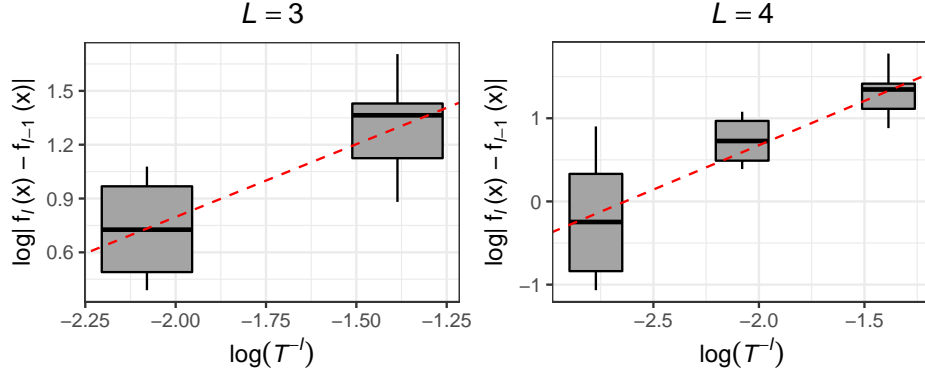 L = 3
L = 4
log| f_l (x) − f_{l−1} (x)|
1.5
1.2
0.9
0.6
−2.25
−2.00
−1.75
−1.50
−1.25
log(T^{−l})
log| f_l (x) − f_{l−1} (x)|
1
0
−1
−2.5
−2.0
−1.5
log(T^{−l})